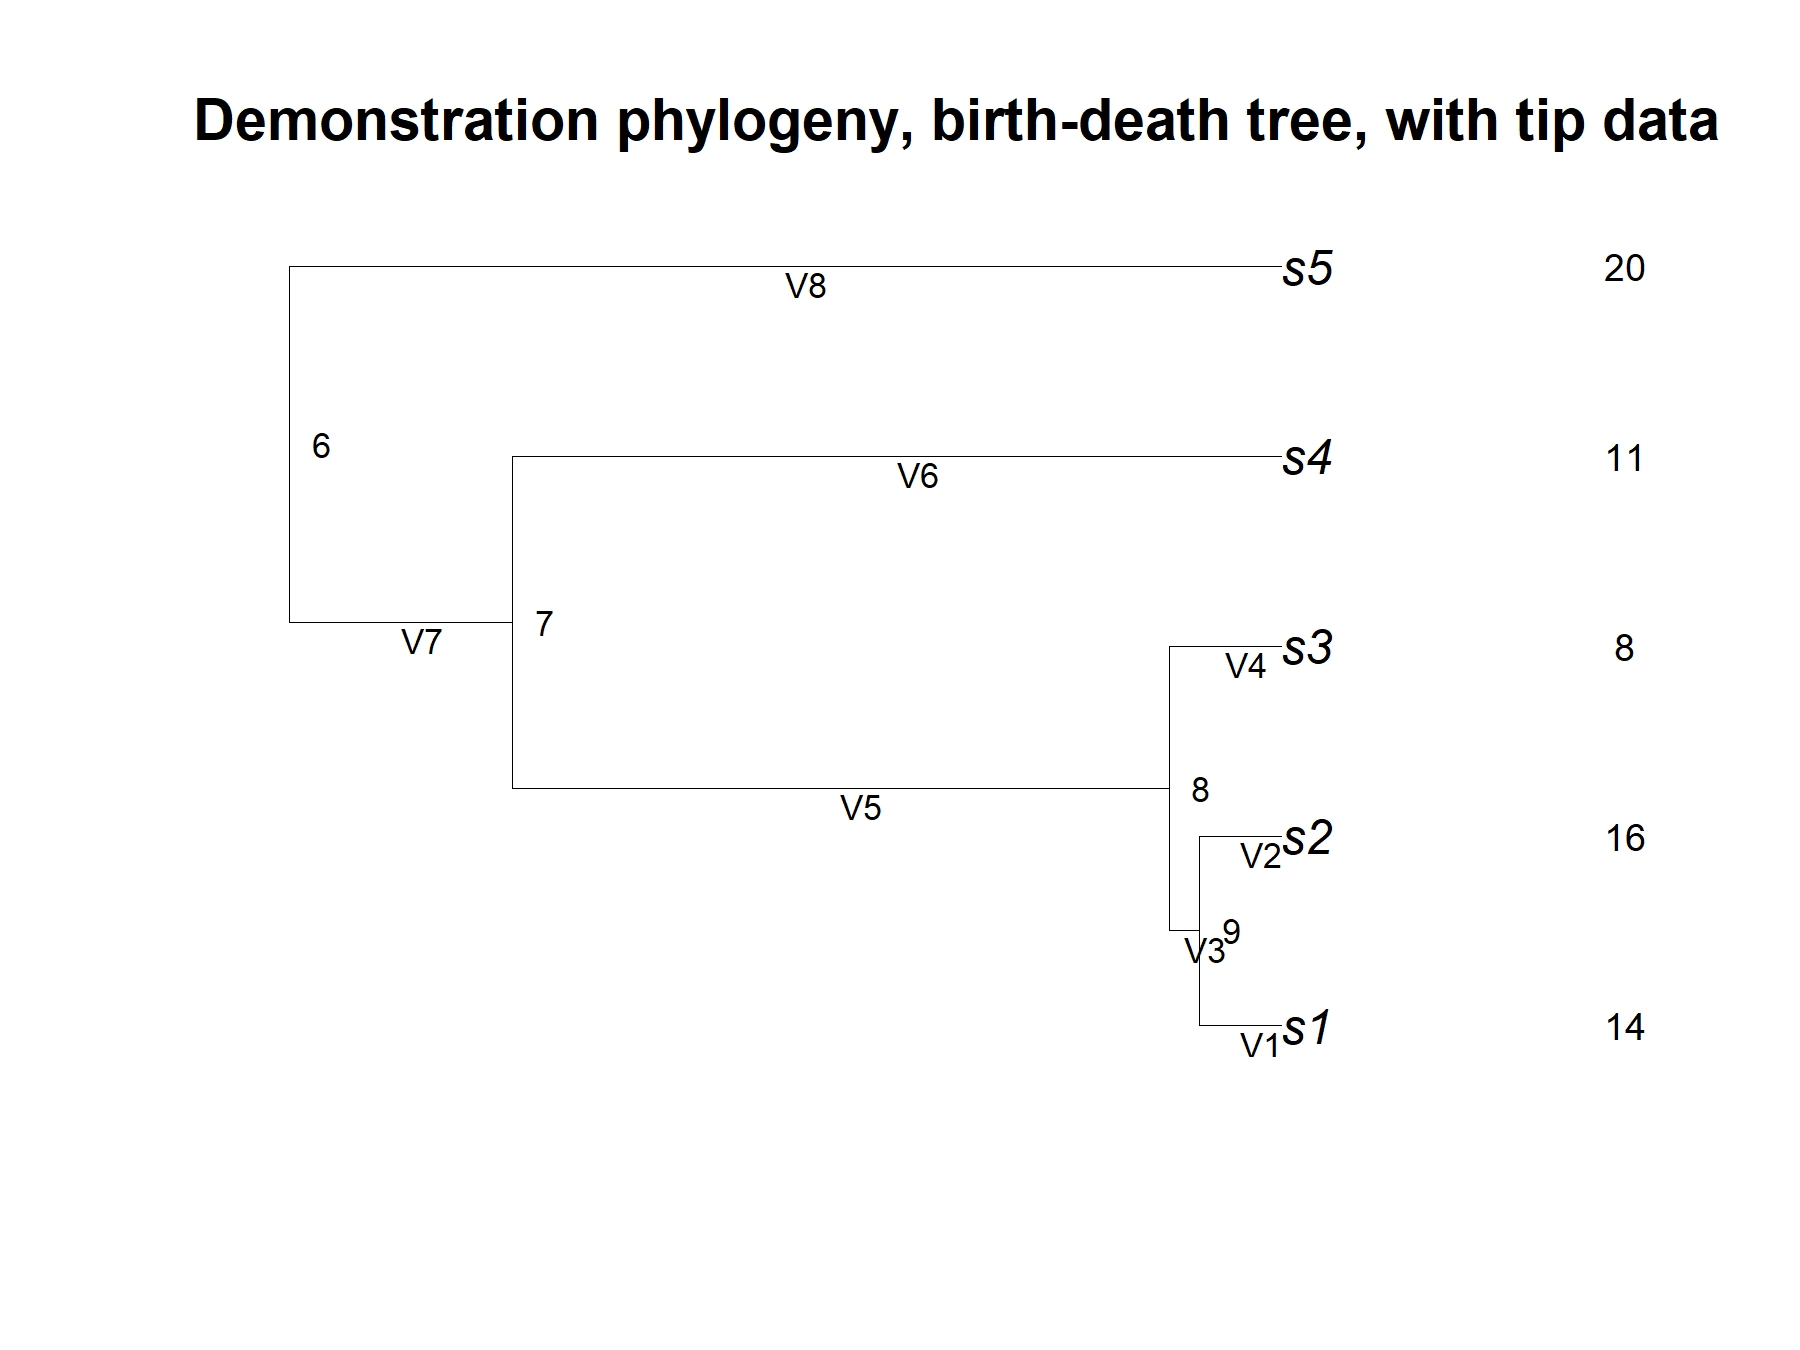 Demonstration phylogeny, birth-death tree, with tip data
s5 20
V8
6
s4 11
V6
7
V7
s3 8
V4
8
V5
s2 16
V2
9
V3
s1 14
V1